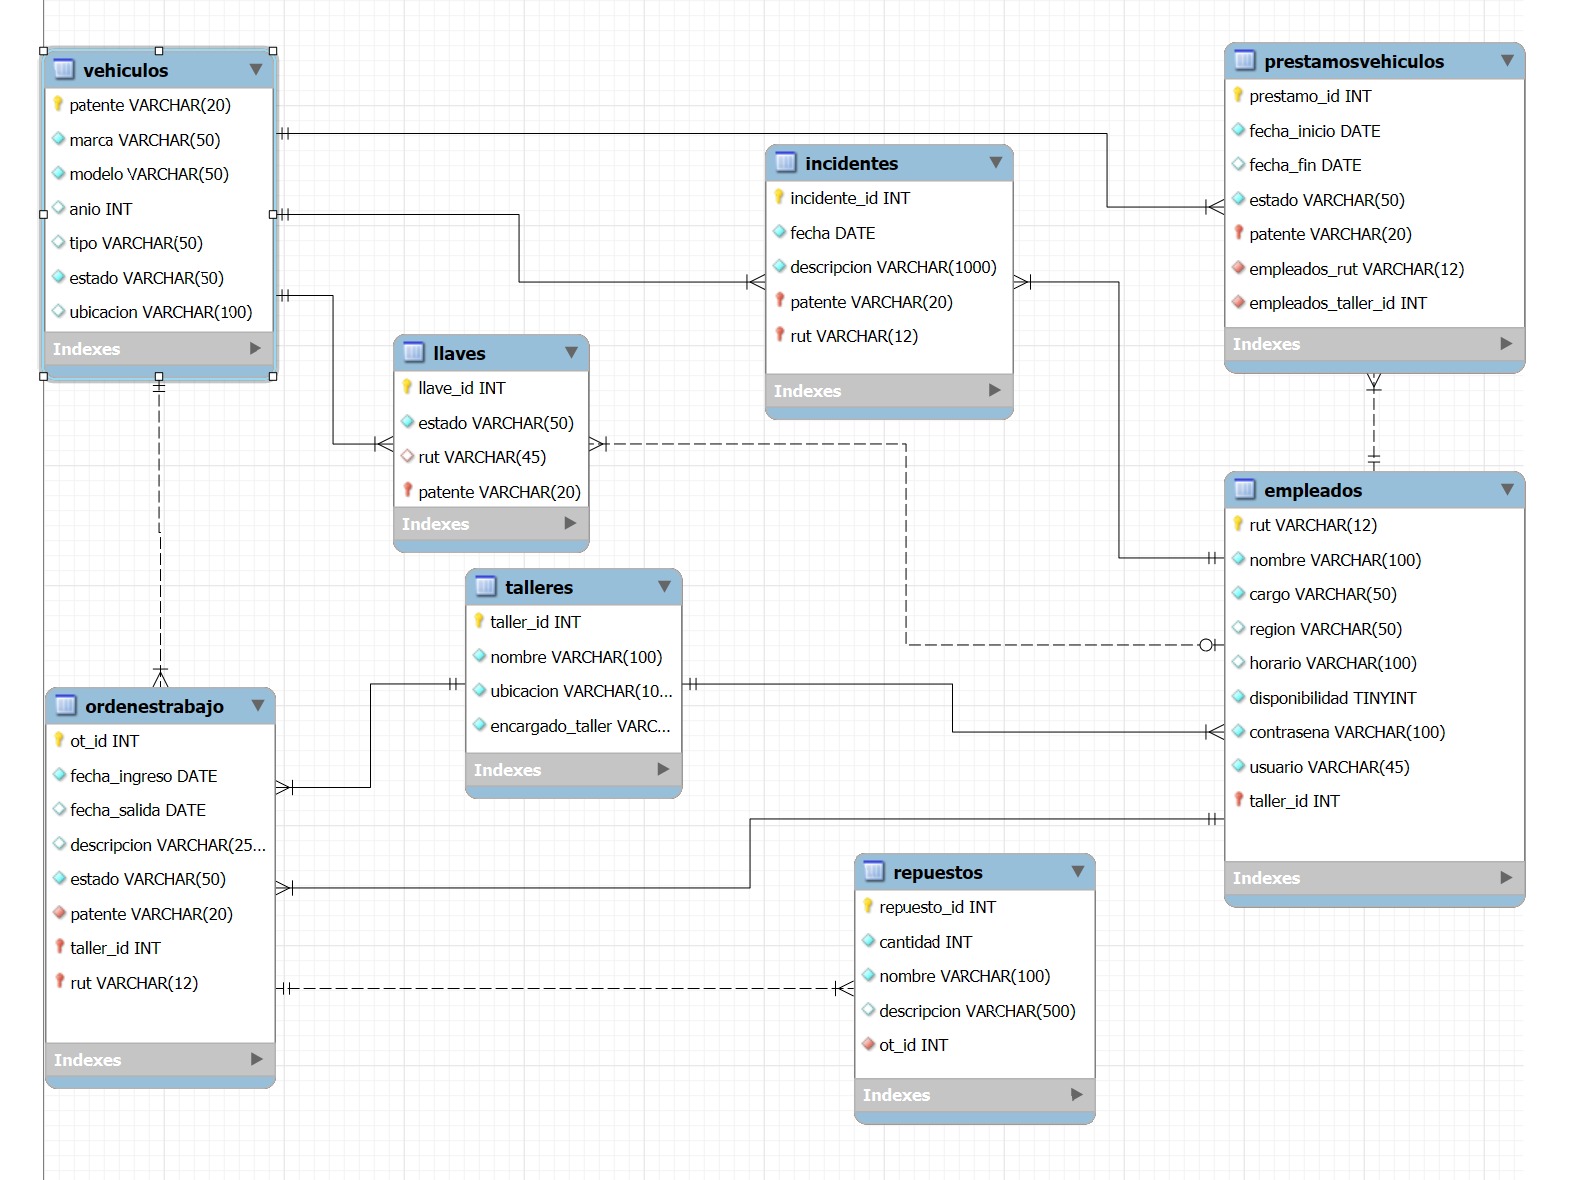 vehiculos
patente VARCHAR(20)
marca VARCHAR(50)
modelo VARCHAR(50)
anio INT
tipo VARCHAR(50)
estado VARCHAR(50)
ubicacion VARCHAR(100)
Indexes
prestamosvehiculos
prestamo_id INT
fecha_inicio DATE
fecha_fin DATE
estado VARCHAR(50)
patente VARCHAR(20)
empleados_rut VARCHAR(12)
empleados_taller_id INT
Indexes
incidentes
incidente_id INT
fecha DATE
descripcion VARCHAR(1000)
patente VARCHAR(20)
rut VARCHAR(12)
Indexes
llaves
llave_id INT
estado VARCHAR(50)
rut VARCHAR(45)
patente VARCHAR(20)
Indexes
empleados
rut VARCHAR(12)
nombre VARCHAR(100)
cargo VARCHAR(50)
region VARCHAR(50)
horario VARCHAR(100)
disponibilidad TINYINT
contrasena VARCHAR(100)
usuario VARCHAR(45)
taller_id INT
Indexes
talleres
taller_id INT
nombre VARCHAR(100)
ubicacion VARCHAR(10...
encargado_taller VARC...
Indexes
ordenestrabajo
ot_id INT
fecha_ingreso DATE
fecha_salida DATE
descripcion VARCHAR(25...
estado VARCHAR(50)
patente VARCHAR(20)
taller_id INT
rut VARCHAR(12)
Indexes
repuestos
repuesto_id INT
cantidad INT
nombre VARCHAR(100)
descripcion VARCHAR(500)
ot_id INT
Indexes